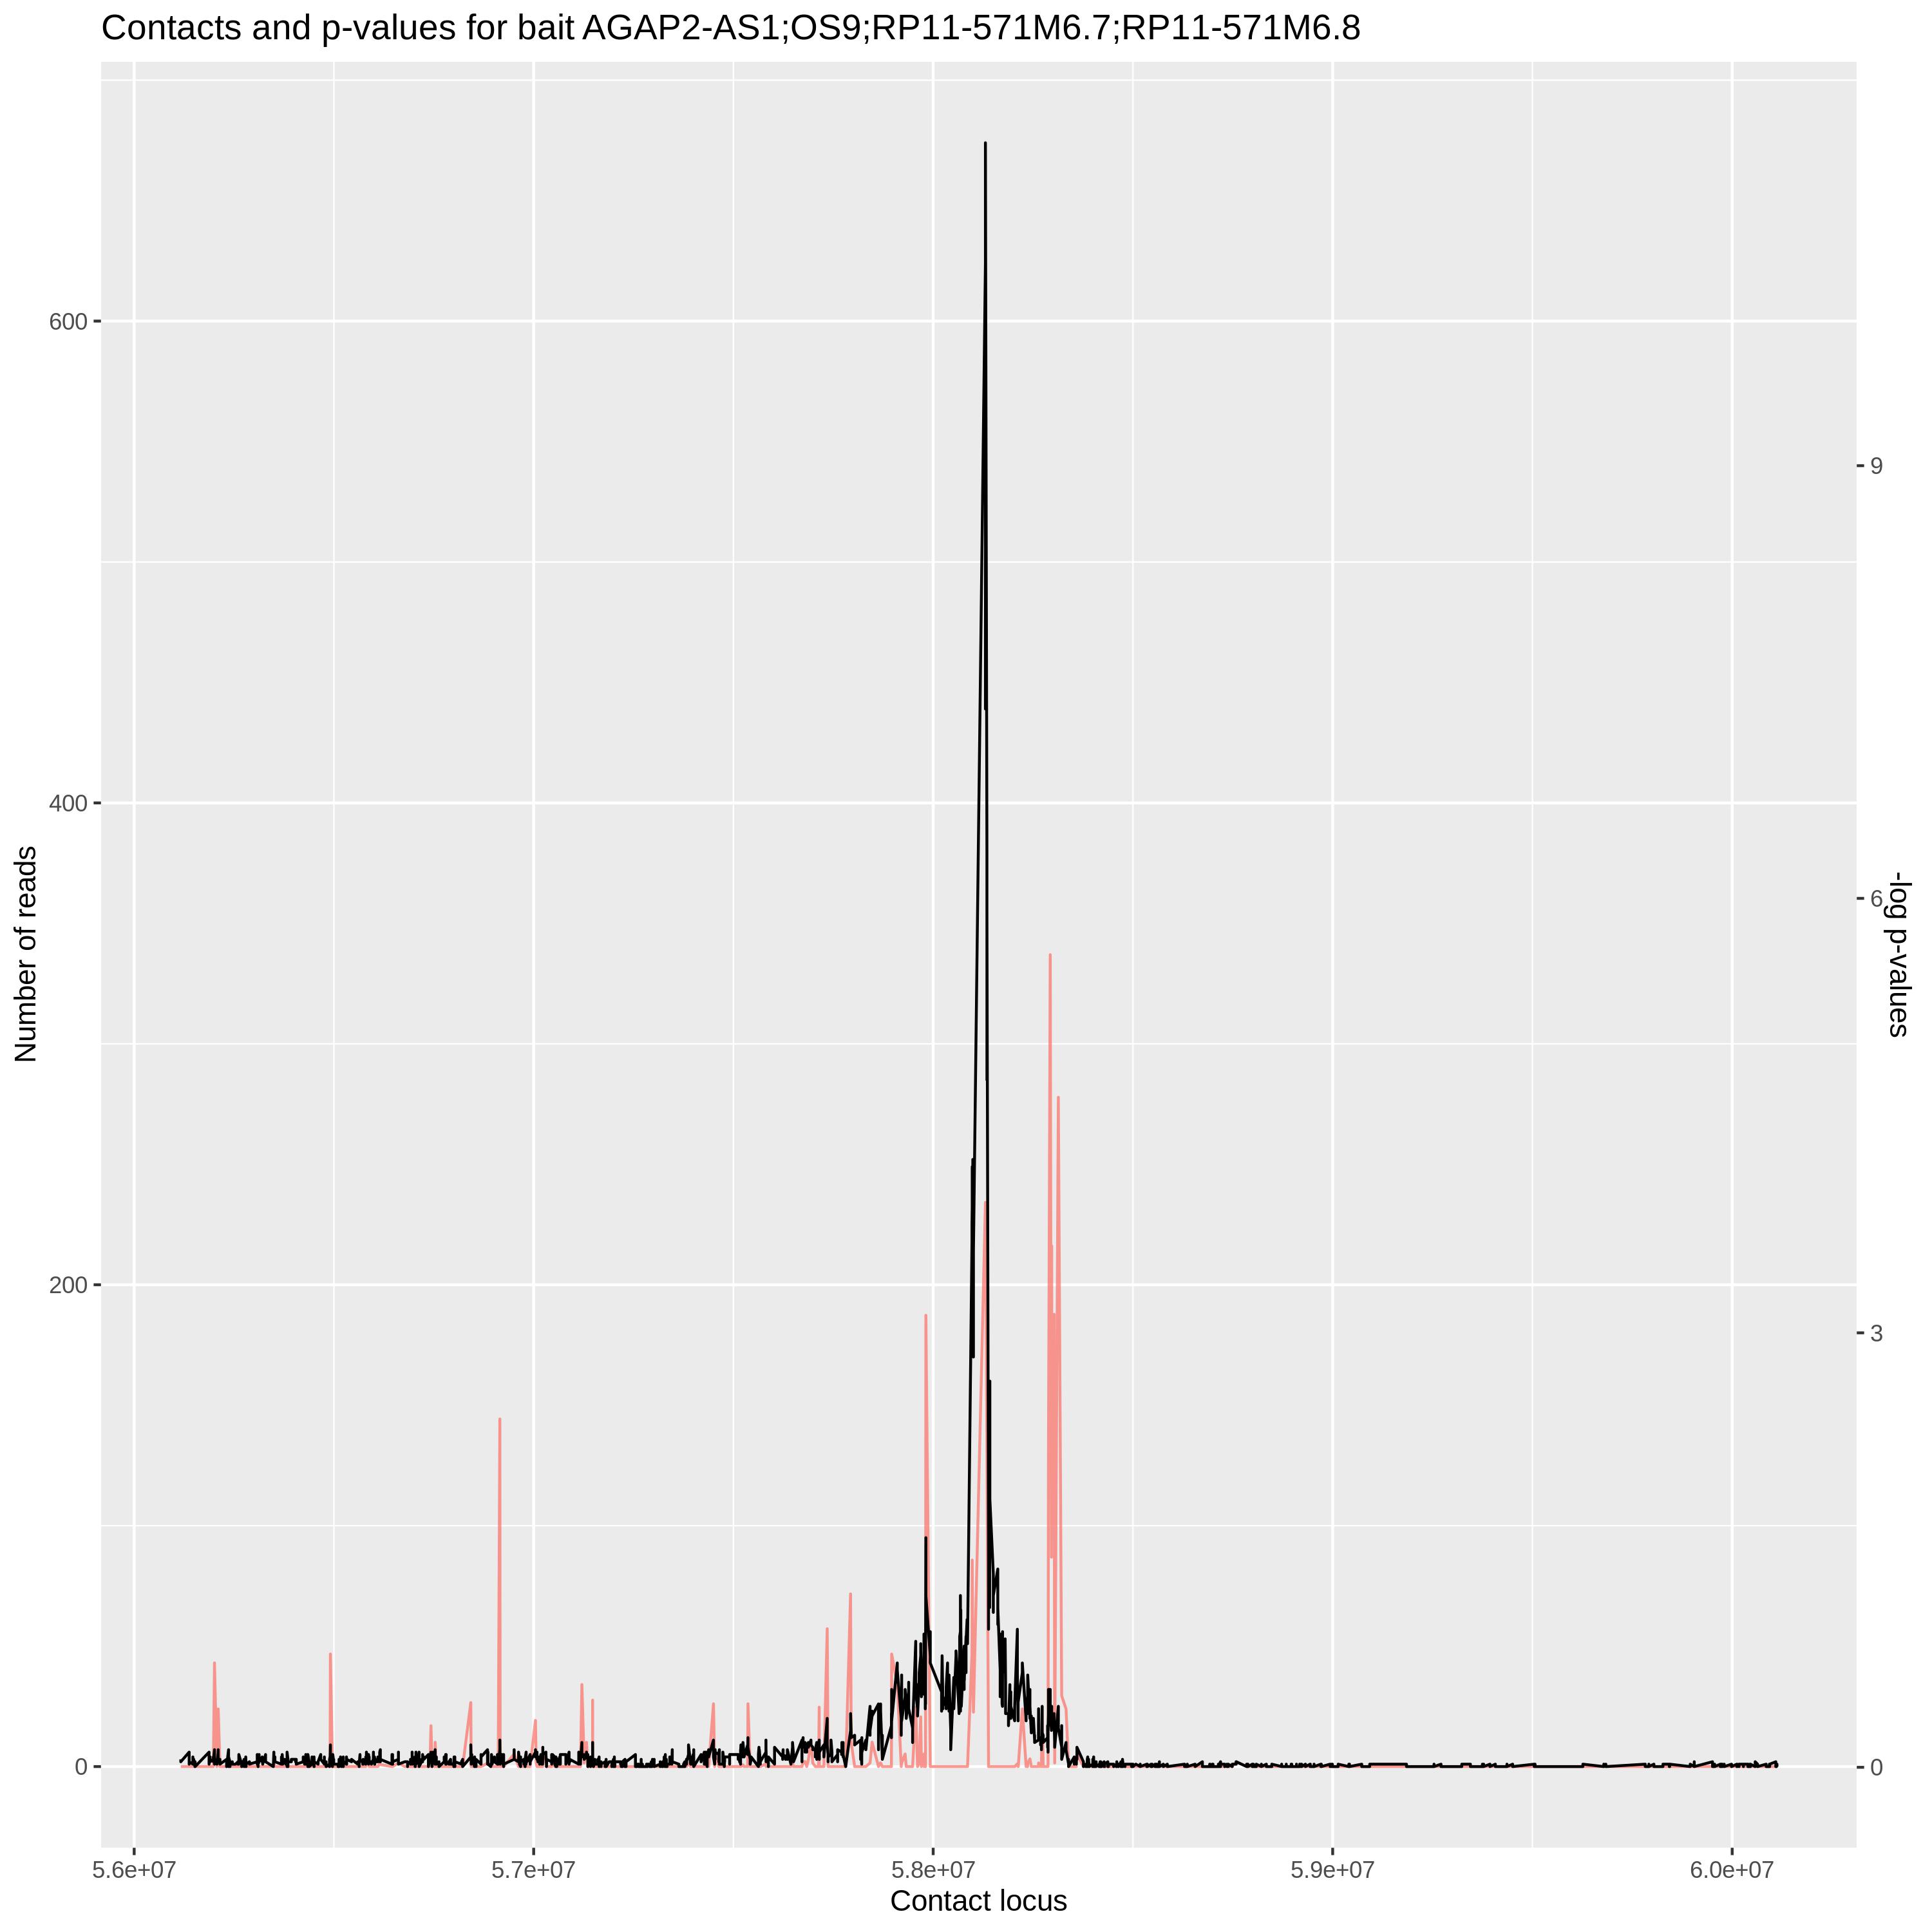 Contacts and p-values for bait AGAP2-AS1;OS9;RP11-571M6.7;RP11-571M6.8
600
400
200
0
Number of reads
9
6
3
0
-log p-values
5.6e+07
5.7e+07
5.8e+07
5.9e+07
6.0e+07
Contact locus